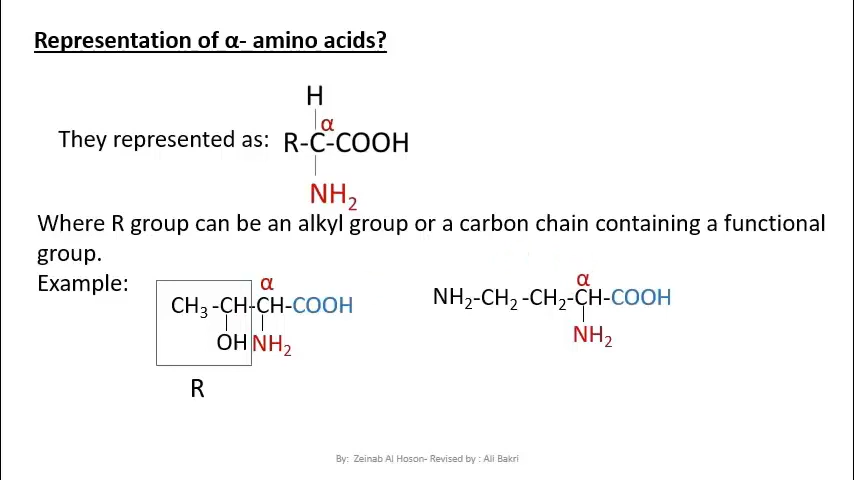 Representation of α- amino acids?
H
α
They represented as: R-C-COOH
NH₂
Where R group can be an alkyl group or a carbon chain containing a functional
group.
Example:
α
CH₃ -CH-CH-COOH
OH NH₂
R
α
NH₂-CH₂ -CH₂-CH-COOH
NH₂
By: Zeinab Al Hoson- Revised by : Ali Bakri